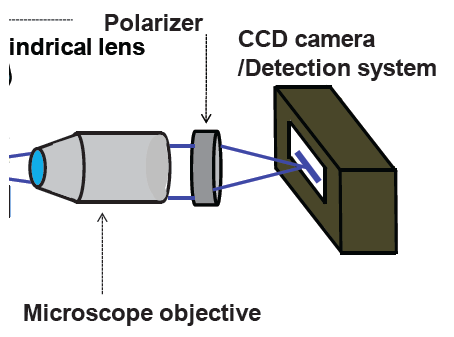 Polarizer
indrical lens
)
CCD camera
/Detection system
Microscope objective